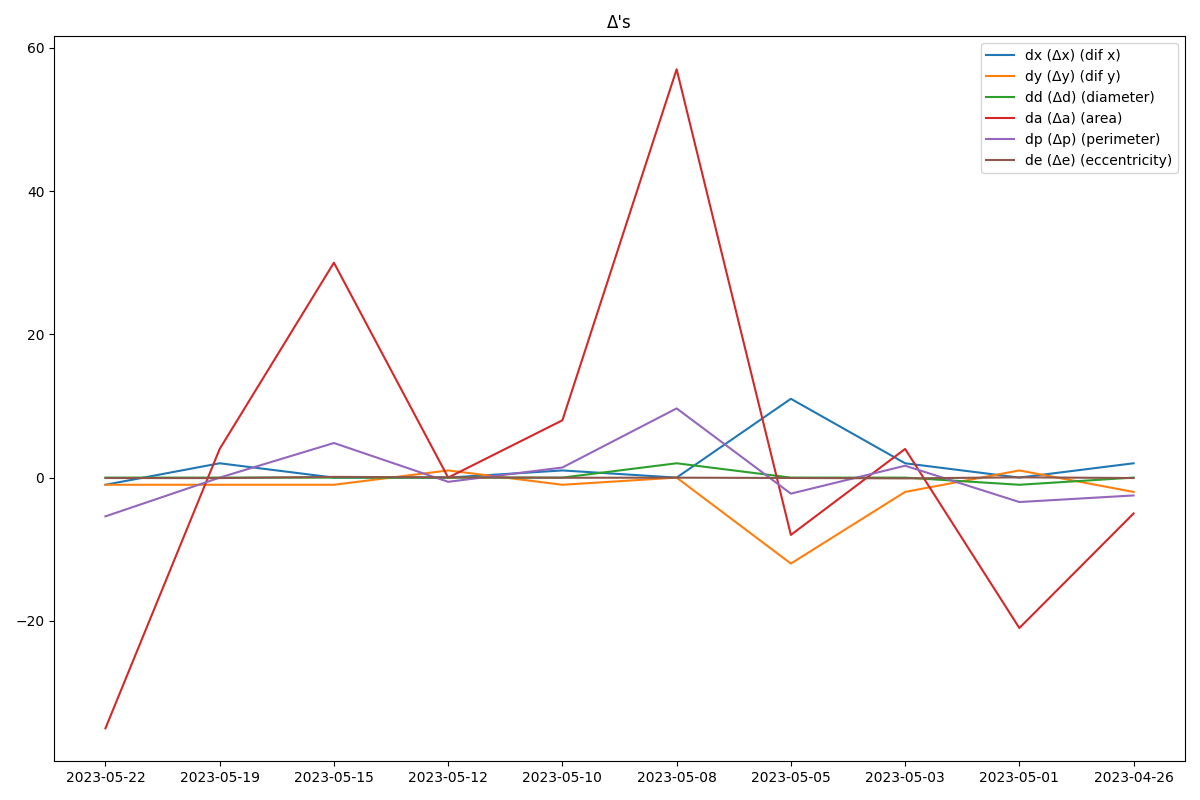 Δ's
dx (Δx) (dif x)
dy (Δy) (dif y)
dd (Δd) (diameter)
da (Δa) (area)
dp (Δp) (perimeter)
de (Δe) (eccentricity)
60
40
20
0
−20
2023-05-22 2023-05-19 2023-05-15 2023-05-12 2023-05-10 2023-05-08 2023-05-05 2023-05-03 2023-05-01 2023-04-26